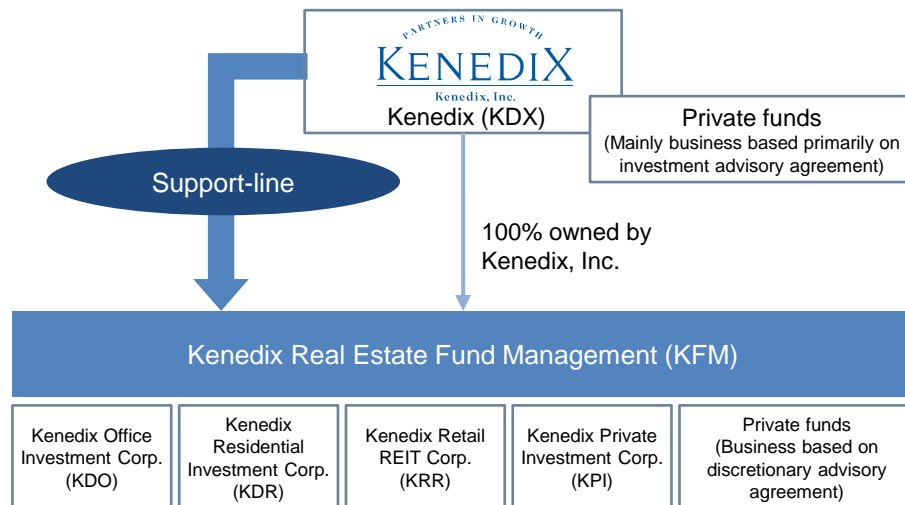 PARTNERS IN GROWTH
KENEDIX
Kenedix, Inc.
Kenedix (KDX)
Private funds
(Mainly business based primarily on
investment advisory agreement)
Support-line
100% owned by
Kenedix, Inc.
Kenedix Real Estate Fund Management (KFM)
Kenedix Office
Investment Corp.
(KDO)
Kenedix
Residential
Investment Corp.
(KDR)
Kenedix Retail
REIT Corp.
(KRR)
Kenedix Private
Investment Corp.
(KPI)
Private funds
(Business based on
discretionary advisory
agreement)